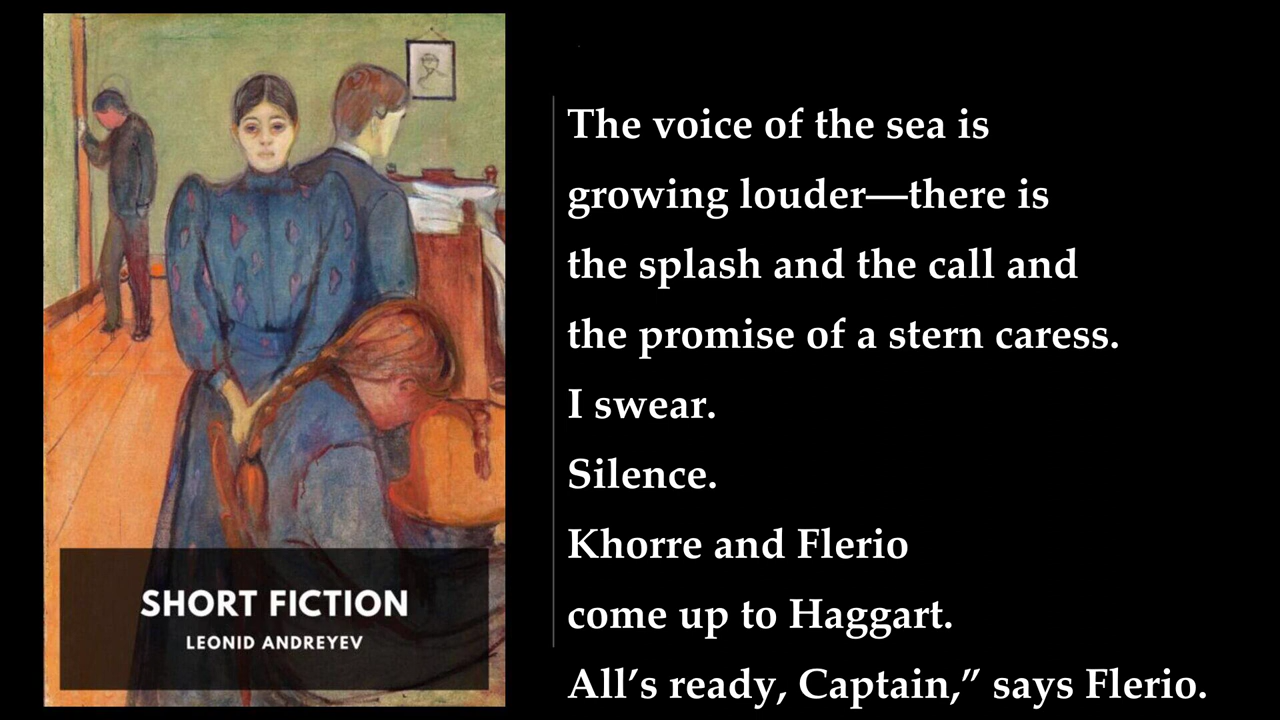 SHORT FICTION
LEONID ANDREYEV
The voice of the sea is
growing louder—there is
the splash and the call and
the promise of a stern caress.
I swear.
Silence.
Khorre and Flerio
come up to Haggart.
All’s ready, Captain,” says Flerio.